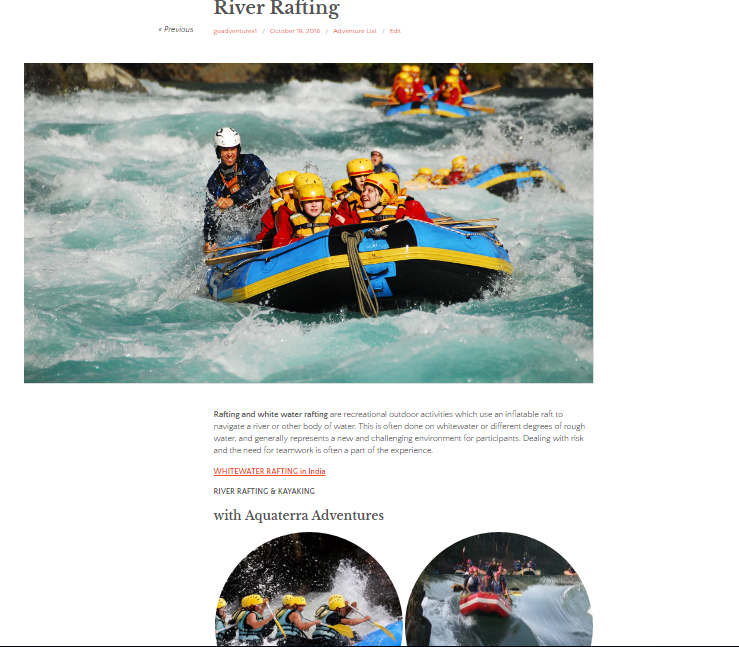 River Rafting
« Previous
goadventures1 / October 19, 2016 / Adventure List / Edit
Rafting and white water rafting are recreational outdoor activities which use an inflatable raft to
navigate a river or other body of water. This is often done on whitewater or different degrees of rough
water, and generally represents a new and challenging environment for participants. Dealing with risk
and the need for teamwork is often a part of the experience.
WHITEWATER RAFTING in India
RIVER RAFTING & KAYAKING
with Aquaterra Adventures